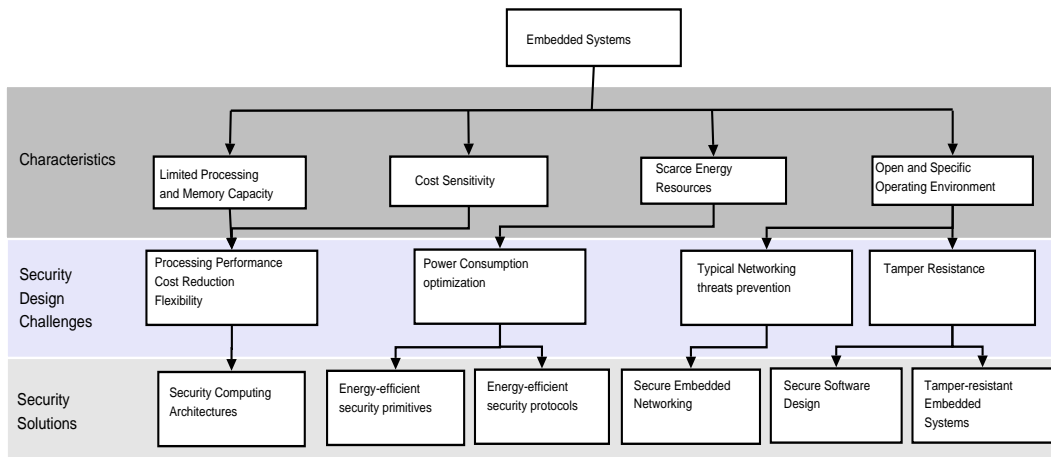 Embedded Systems
Characteristics
Limited Processing
and Memory Capacity
Cost Sensitivity
Scarce Energy
Resources
Open and Specific
Operating Environment
Security
Design
Challenges
Processing Performance
Cost Reduction
Flexibility
Power Consumption
optimization
Typical Networking
threats prevention
Tamper Resistance
Security
Solutions
Security Computing
Architectures
Energy-efficient
security primitives
Energy-efficient
security protocols
Secure Embedded
Networking
Secure Software
Design
Tamper-resistant
Embedded
Systems